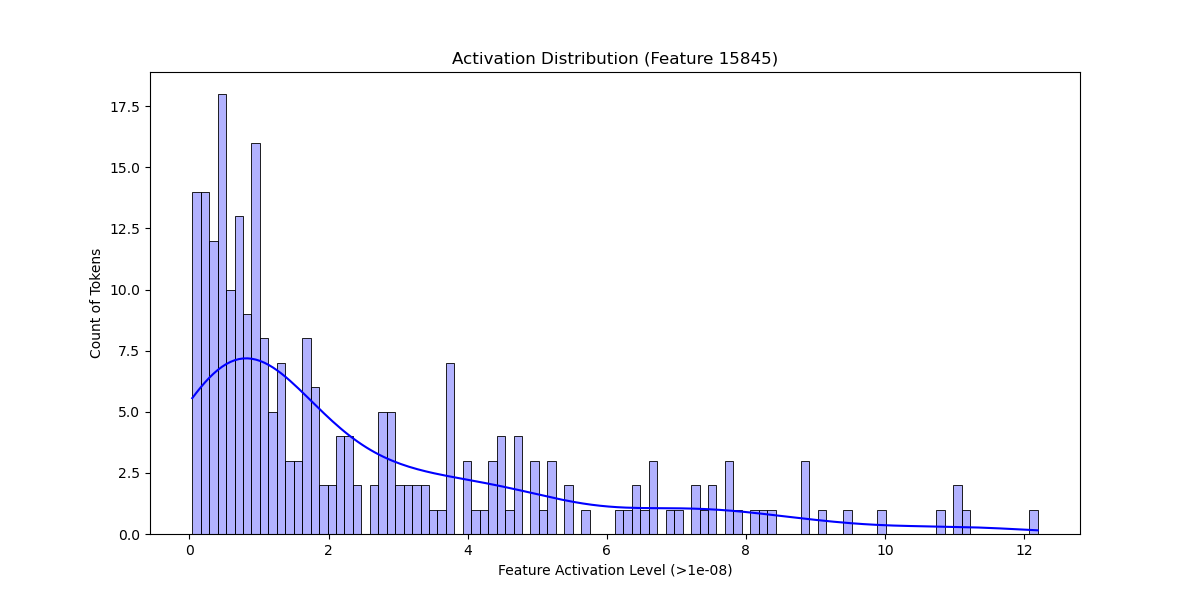 Activation Distribution (Feature 15845)
Count of Tokens
17.5
15.0
12.5
10.0
7.5
5.0
2.5
0.0
0 2 4 6 8 10 12
Feature Activation Level (>1e-08)